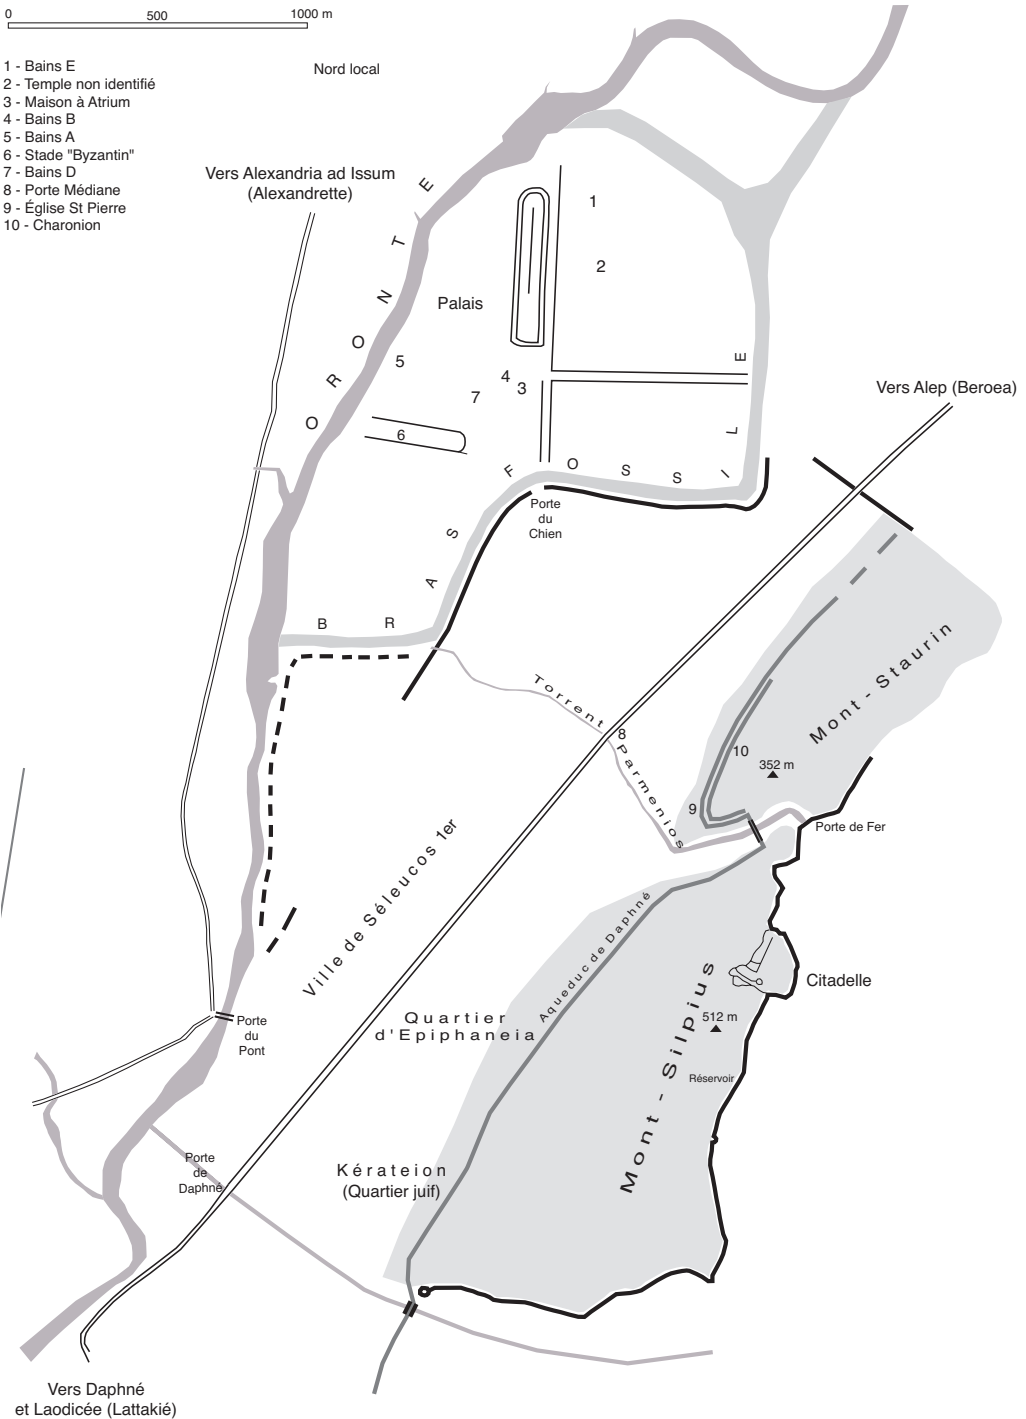 0 500 1000 m
1 - Bains E
2 - Temple non identifié
3 - Maison à Atrium
4 - Bains B
5 - Bains A
6 - Stade "Byzantin"
7 - Bains D
8 - Porte Médiane
9 - Église St Pierre
10 - Charonion
Nord local
Vers Alexandria ad Issum
(Alexandrette)
ORONTE
1
2
Palais
5
4
3
7
6
BRAS FOSSILE
Vers Alep (Beroea)
Porte
du
Chien
Torrent Parmenios
8
Mont - Staurin
10
352 m
9
Porte de Fer
Ville de Séleucos 1er
Aqueduc de Daphné
Mont - Silpius
Citadelle
512 m
Réservoir
Quartier
d'Epiphaneia
Porte
du
Pont
Kérateion
(Quartier juif)
Porte
de
Daphné
Vers Daphné
et Laodicée (Lattakié)